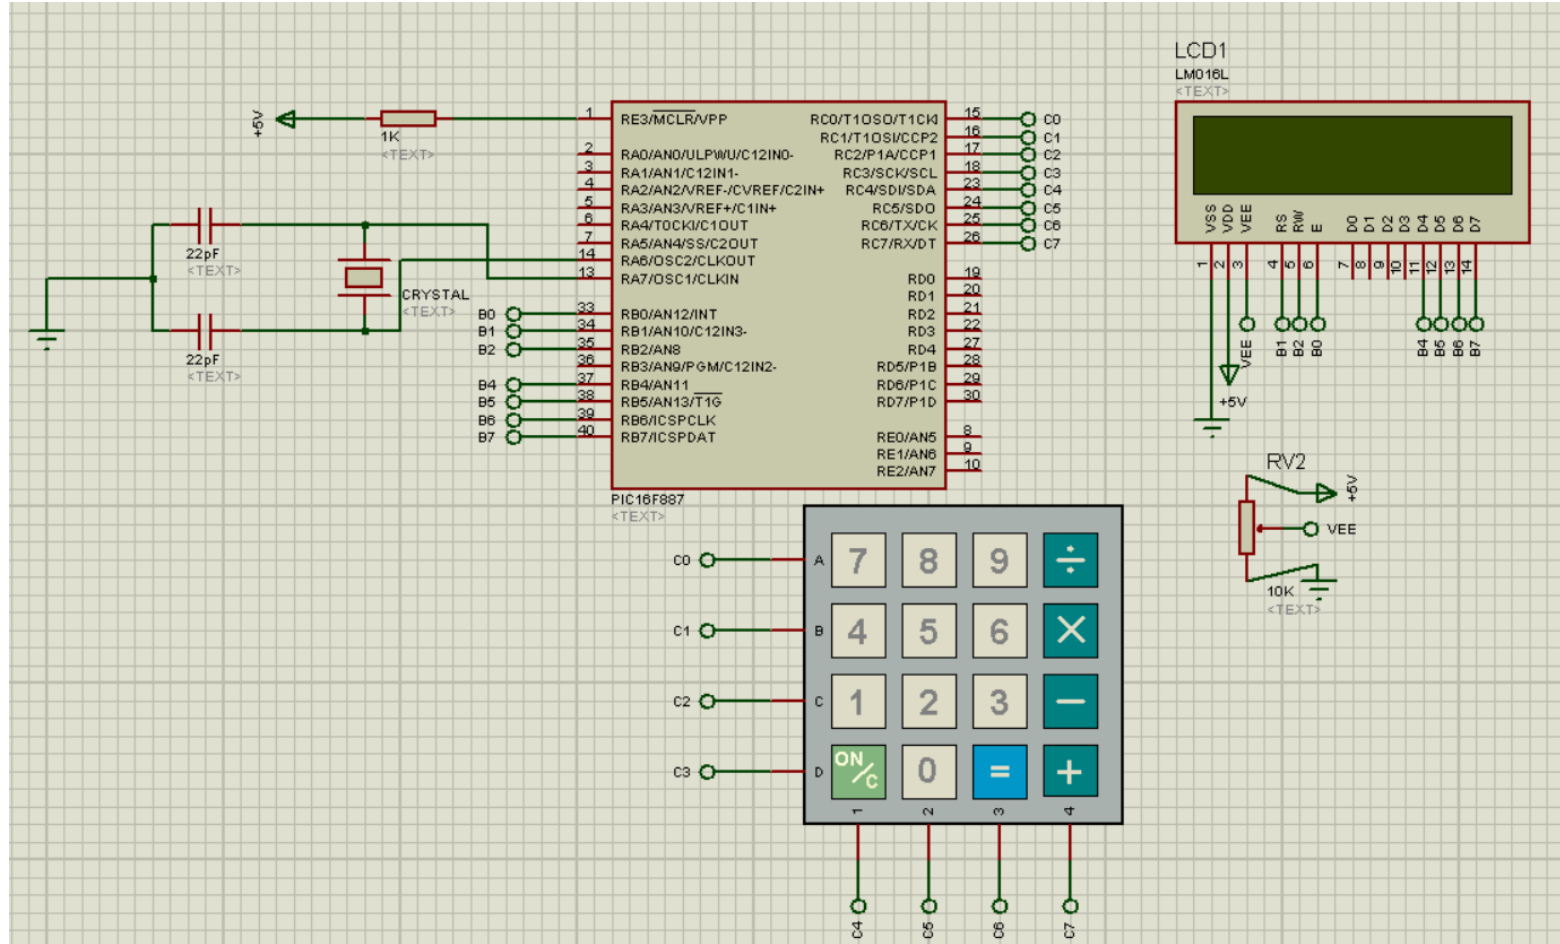 LCD1
LM016L
<TEXT>
+5V
1K
<TEXT>
1 RE3/MCLR/VPP
2 RA0/AN0/ULPWU/C12IN0-
3 RA1/AN1/C12IN1-
4 RA2/AN2/VREF-/CVREF/C2IN+
5 RA3/AN3/VREF+/C1IN+
6 RA4/T0CKI/C1OUT
7 RA5/AN4/SS/C2OUT
14 RA6/OSC2/CLKOUT
13 RA7/OSC1/CLKIN
B0 33 RB0/AN12/INT
B1 34 RB1/AN10/C12IN3-
B2 35 RB2/AN8
36 RB3/AN9/PGM/C12IN2-
B4 37 RB4/AN11
B5 38 RB5/AN13/T1G
B6 39 RB6/ICSPCLK
B7 40 RB7/ICSPDAT
RC0/T1OSO/T1CKI 15 C0
RC1/T1OSI/CCP2 16 C1
RC2/P1A/CCP1 17 C2
RC3/SCK/SCL 18 C3
RC4/SDI/SDA 23 C4
RC5/SDO 24 C5
RC6/TX/CK 25 C6
RC7/RX/DT 26 C7
RD0 19
RD1 20
RD2 21
RD3 22
RD4 27
RD5/P1B 28
RD6/P1C 29
RD7/P1D 30
RE0/AN5 8
RE1/AN6 9
RE2/AN7 10
PIC16F887
<TEXT>
22pF
<TEXT>
CRYSTAL
<TEXT>
22pF
<TEXT>
VSS VDD VEE RS RW E D0 D1 D2 D3 D4 D5 D6 D7
1 2 3 4 5 6 7 8 9 10 11 12 13 14
VEE B1 B2 B0 B4 B5 B6 B7
+5V
RV2
+5V
VEE
10K
<TEXT>
C0 A 7 8 9 ÷
C1 B 4 5 6 ×
C2 C 1 2 3 −
C3 D ON/C 0 = +
1 2 3 4
C4 C5 C6 C7